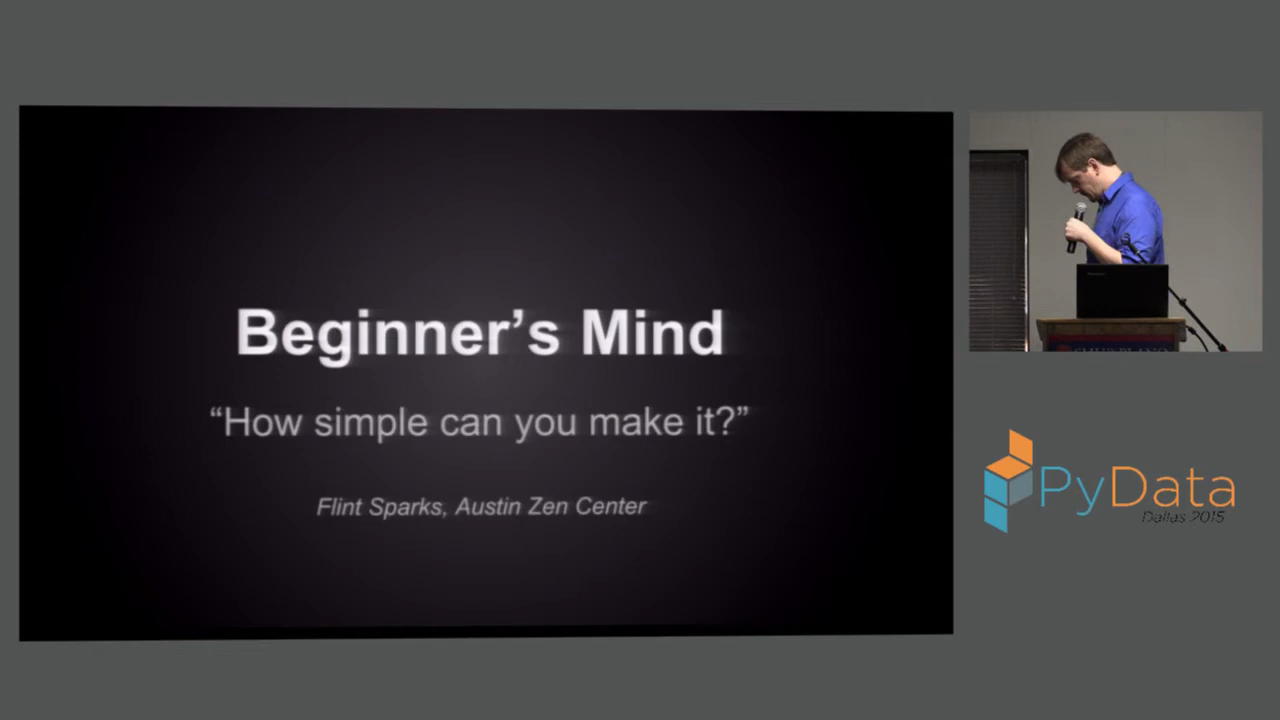 Beginner’s Mind
“How simple can you make it?”
Flint Sparks, Austin Zen Center
PyData
Dallas 2015